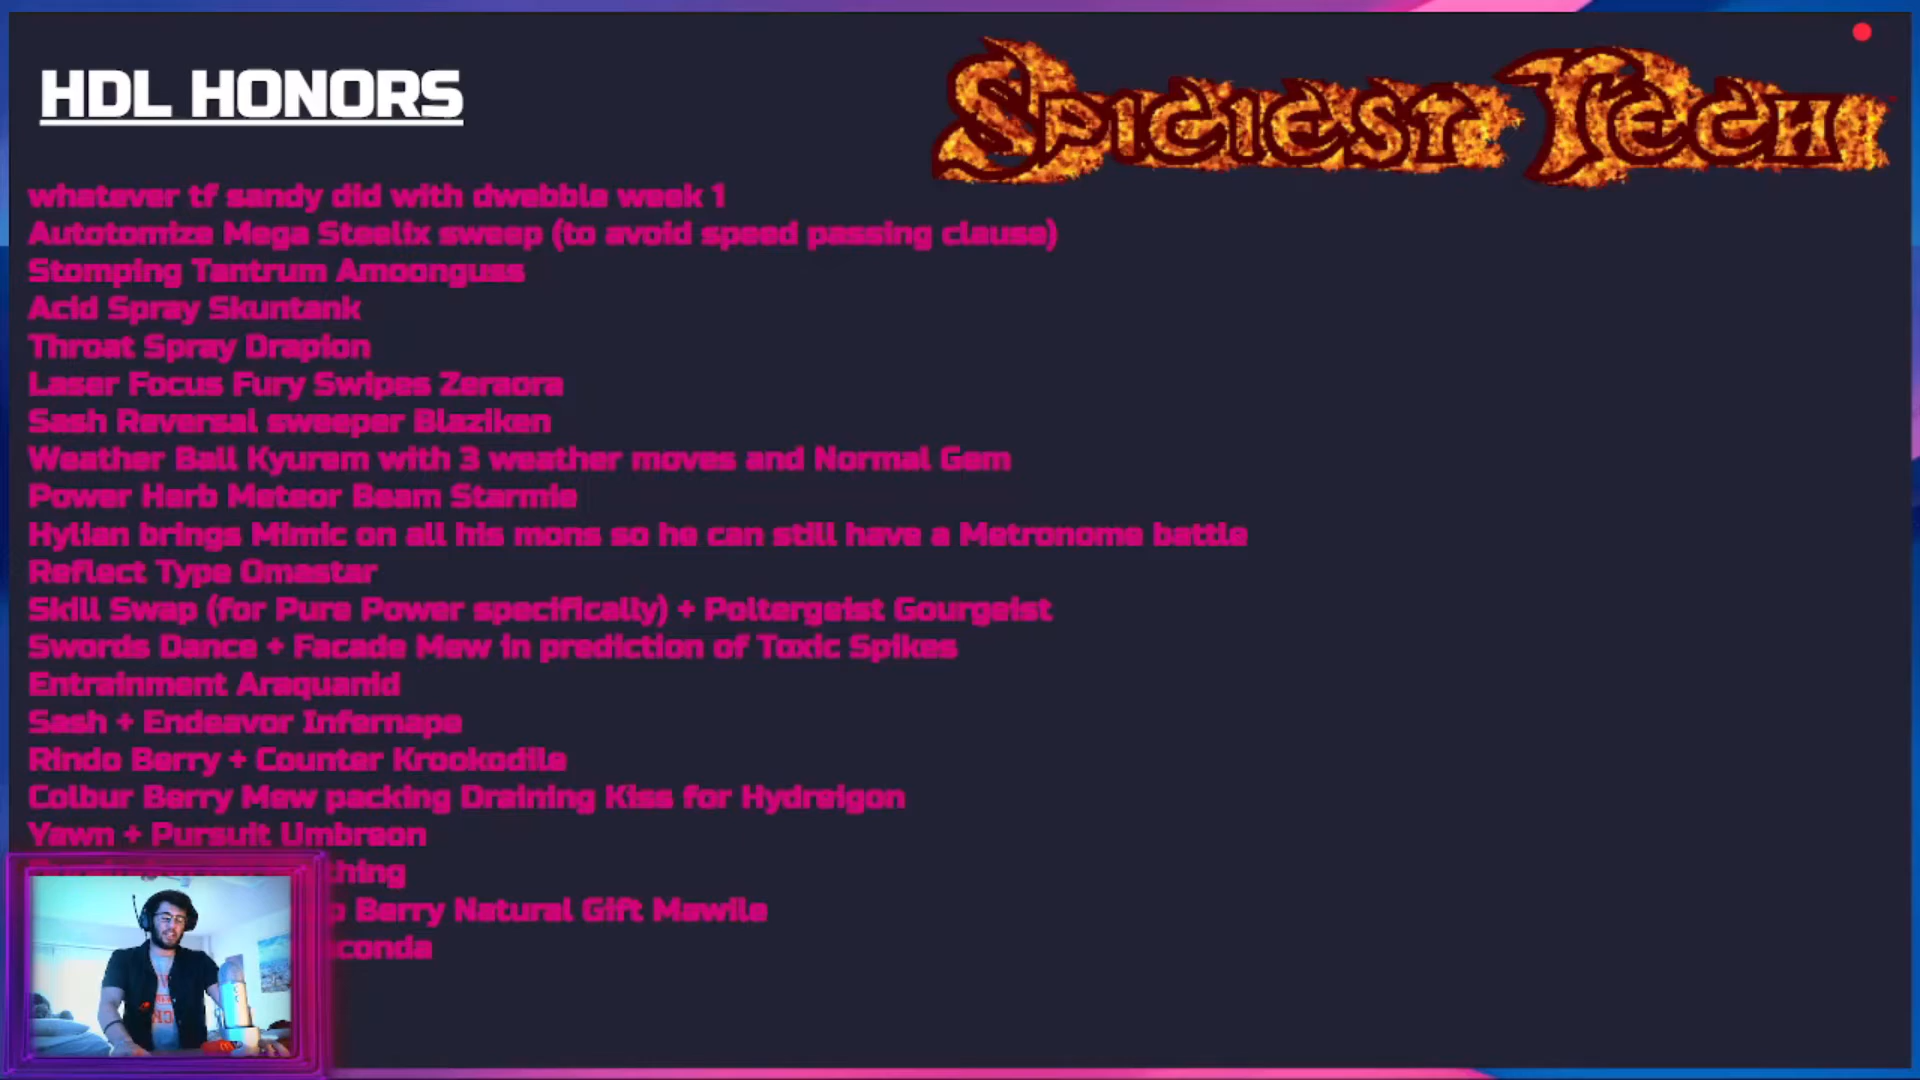 HDL HONORS
Spiciest Tech
whatever tf sandy did with dwebble week 1
Autotomize Mega Steelix sweep (to avoid speed passing clause)
Stomping Tantrum Amoonguss
Acid Spray Skuntank
Throat Spray Drapion
Laser Focus Fury Swipes Zeraora
Sash Reversal sweeper Blaziken
Weather Ball Kyurem with 3 weather moves and Normal Gem
Power Herb Meteor Beam Starmie
Hylian brings Mimic on all his mons so he can still have a Metronome battle
Reflect Type Omastar
Skill Swap (for Pure Power specifically) + Poltergeist Gourgeist
Swords Dance + Facade Mew in prediction of Toxic Spikes
Entrainment Araquanid
Sash + Endeavor Infernape
Rindo Berry + Counter Krookodile
Colbur Berry Mew packing Draining Kiss for Hydreigon
Yawn + Pursuit Umbreon
thing
Berry Natural Gift Mawile
conda